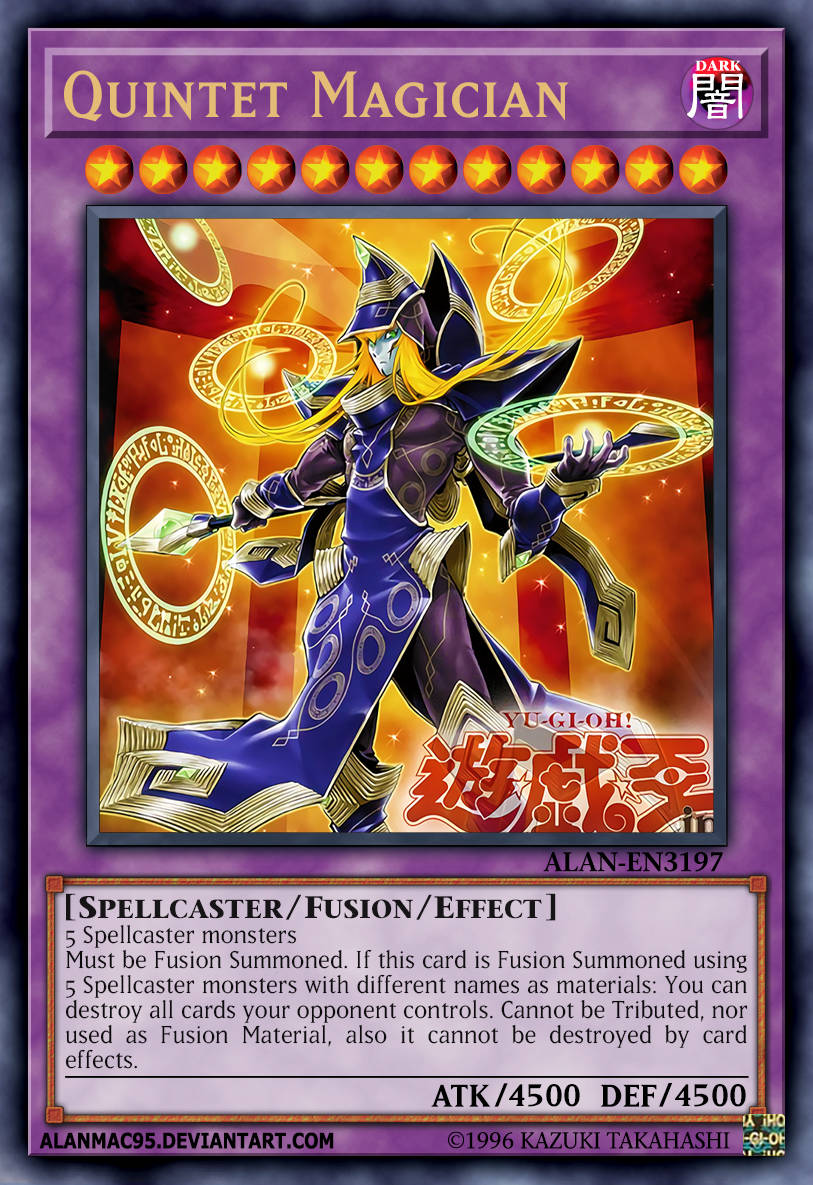 Quintet Magician
DARK
闇
YU-GI-OH!
遊戯王
ALAN-EN3197
[Spellcaster/Fusion/Effect]
5 Spellcaster monsters
Must be Fusion Summoned. If this card is Fusion Summoned using
5 Spellcaster monsters with different names as materials: You can
destroy all cards your opponent controls. Cannot be Tributed, nor
used as Fusion Material, also it cannot be destroyed by card
effects.
ATK/4500 DEF/4500
ALANMAC95.DEVIANTART.COM
©1996 KAZUKI TAKAHASHI